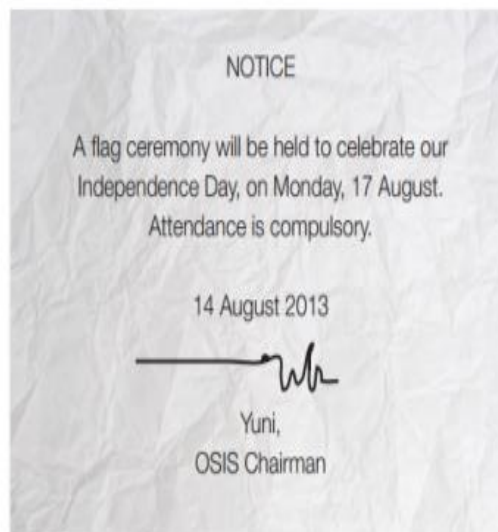 NOTICE
A flag ceremony will be held to celebrate our
Independence Day, on Monday, 17 August.
Attendance is compulsory.
14 August 2013
Yuni,
OSIS Chairman